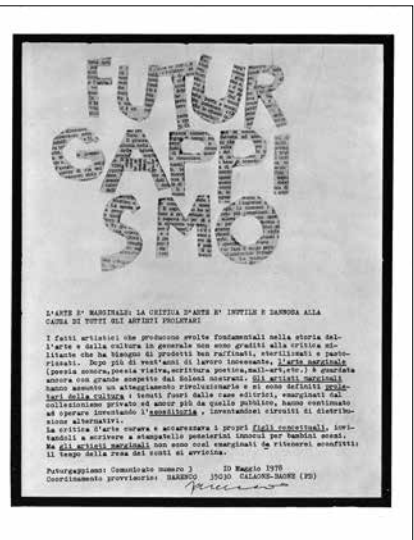 FUTUR
GAPPI
SMO
L'ARTE E' MARGINALE: LA CRITICA D'ARTE E' INUTILE E DANNOSA ALLA
CAUSA DI TUTTI GLI ARTISTI PROLETARI
I fatti artistici che producono svolte fondamentali nella storia del-
l'arte e della cultura in generale non sono graditi alla critica mi-
litante che ha bisogno di prodotti ben raffinati, sterilizzati e pasto-
rizzati. Dopo più di vent'anni di lavoro incessante, l'arte marginale
(poesia sonora,poesia visiva,scrittura poetica,mail-art,etc.) è guardata
ancora con grande sospetto dai soloni nostrani. Gli artisti marginali
hanno assunto un atteggiamento rivoluzionario e si sono definiti prole-
tari della cultura : tenuti fuori dalle case editrici, emarginati dal
collezionismo privato ed ancor più da quello pubblico, hanno continuato
ad operare inventando l'esoeditoria , inventandosi circuiti di distribu-
zione alternativi.
La critica d'arte curava e accarezzava i propri figli concettuali, invi-
tandoli a scrivere a stampatello pensierini innocui per bambini scemi.
Ma gli artisti marginali non sono così emarginati da ritenersi sconfitti:
il tempo della resa dei conti si avvicina.
Futurgappismo: Comunicato numero 3 10 Maggio 1978
Coordinamento provvisorio: SARENCO 35030 CALAONE-BAONE (PD)